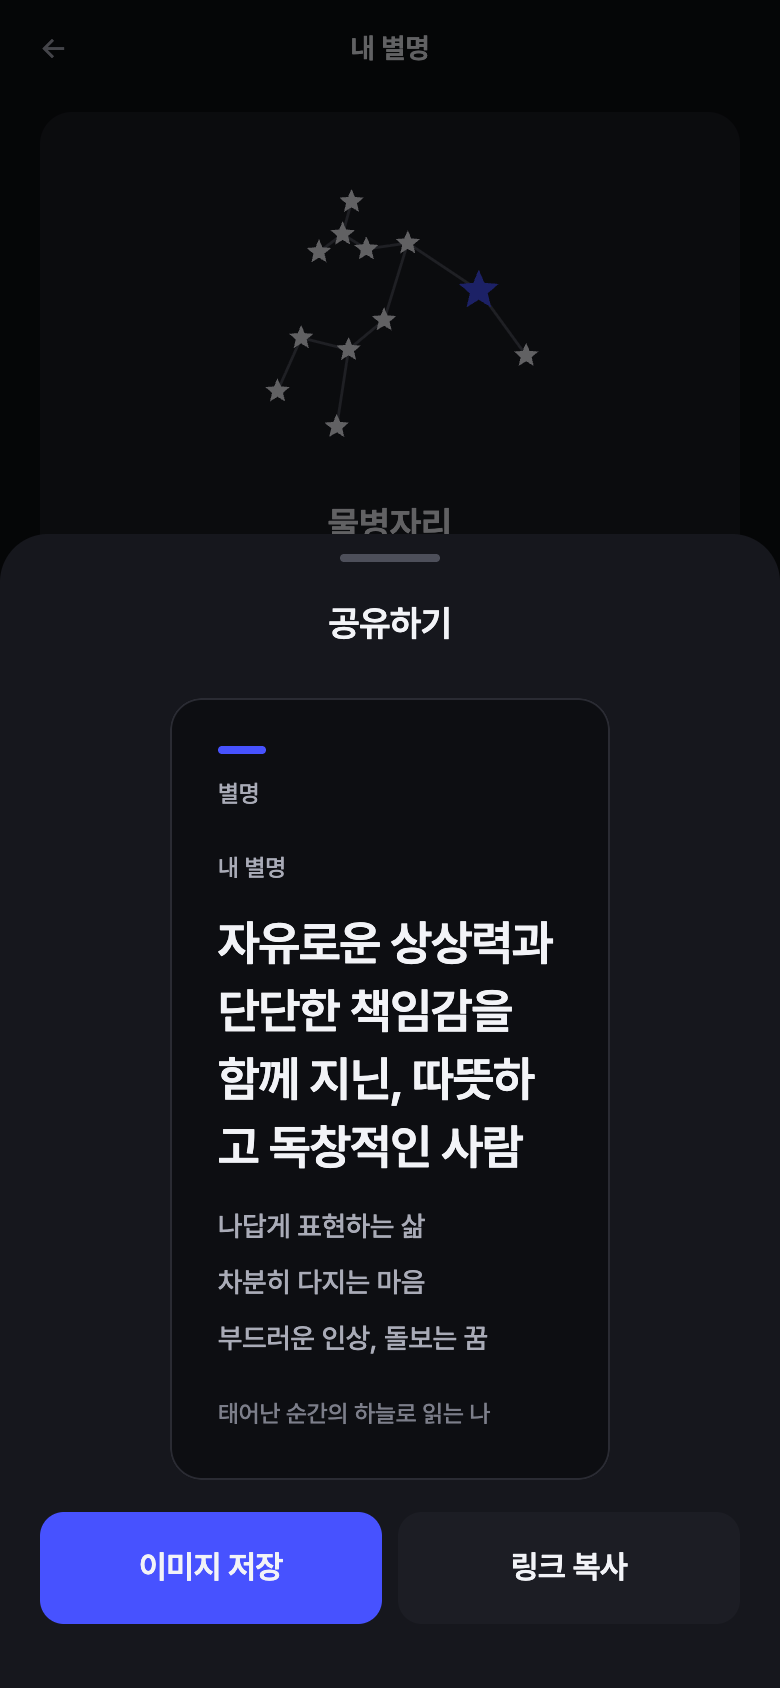 내 별명
물병자리
공유하기
별명
내 별명
자유로운 상상력과
단단한 책임감을
함께 지닌, 따뜻하
고 독창적인 사람
나답게 표현하는 삶
차분히 다지는 마음
부드러운 인상, 돌보는 꿈
태어난 순간의 하늘로 읽는 나
이미지 저장
링크 복사